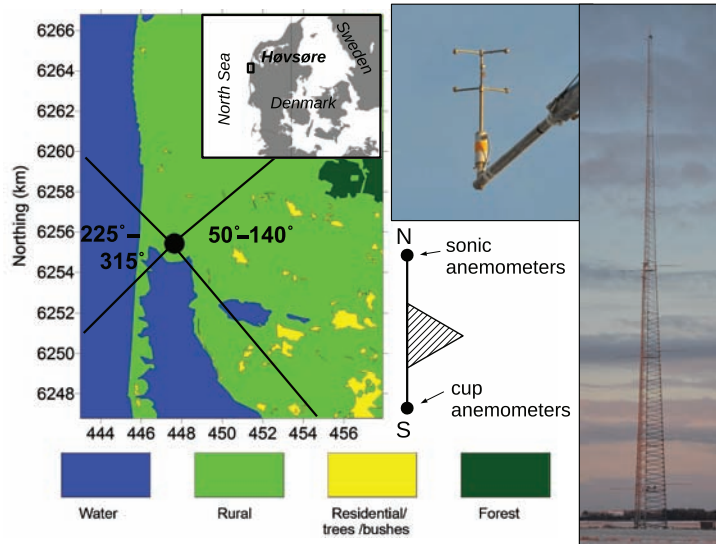 6266
6264
6262
6260
6258
6256
6254
6252
6250
6248
Northing (km)
North Sea
Høvsøre
Denmark
Sweden
225°–
315°
50°–140°
444 446 448 450 452 454 456
N
sonic
anemometers
cup
anemometers
S
Water
Rural
Residential/
trees /bushes
Forest